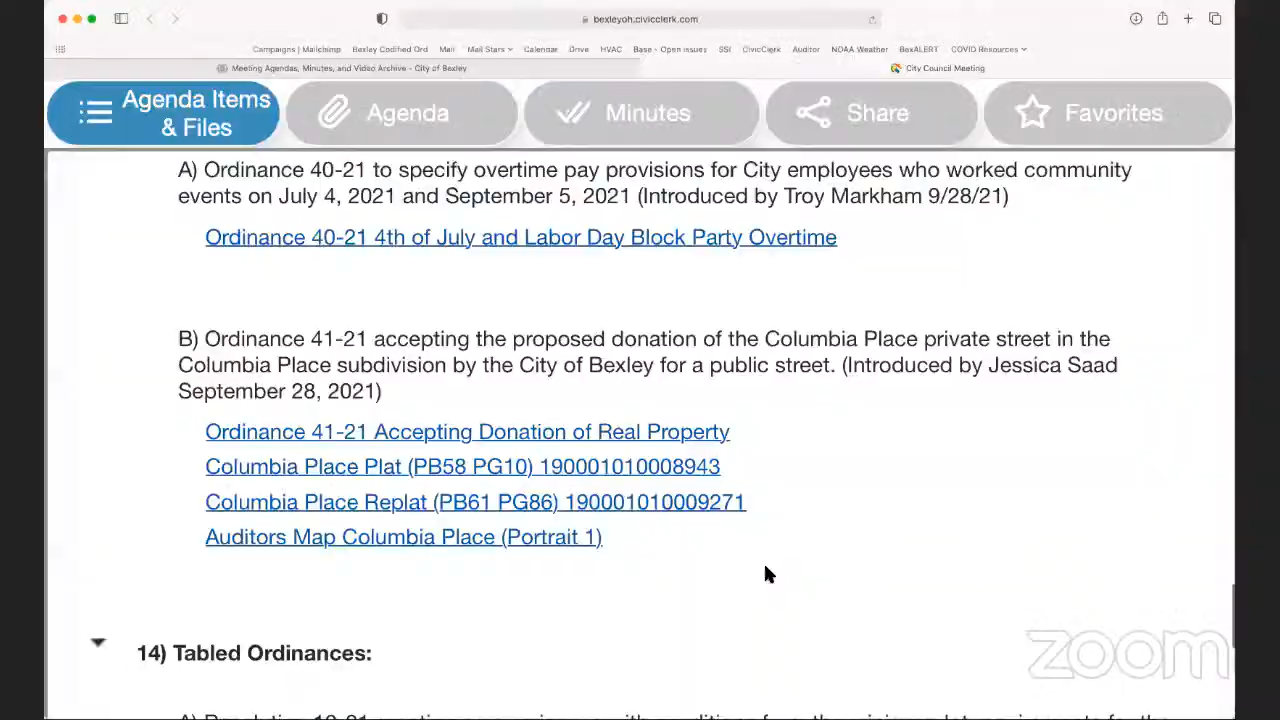 bexleyoh.civicclerk.com
Campaigns | Mailchimp Bexley Codified Ord Mail Mail Stars Calendar Drive HVAC Base - Open Issues SSI CivicClerk Auditor NOAA Weather BexALERT COVID Resources
Meeting Agendas, Minutes, and Video Archive - City of Bexley City Council Meeting
Agenda Items
& Files
Agenda
Minutes
Share
Favorites
A) Ordinance 40-21 to specify overtime pay provisions for City employees who worked community
events on July 4, 2021 and September 5, 2021 (Introduced by Troy Markham 9/28/21)
Ordinance 40-21 4th of July and Labor Day Block Party Overtime
B) Ordinance 41-21 accepting the proposed donation of the Columbia Place private street in the
Columbia Place subdivision by the City of Bexley for a public street. (Introduced by Jessica Saad
September 28, 2021)
Ordinance 41-21 Accepting Donation of Real Property
Columbia Place Plat (PB58 PG10) 190001010008943
Columbia Place Replat (PB61 PG86) 190001010009271
Auditors Map Columbia Place (Portrait 1)
14) Tabled Ordinances:
zoom